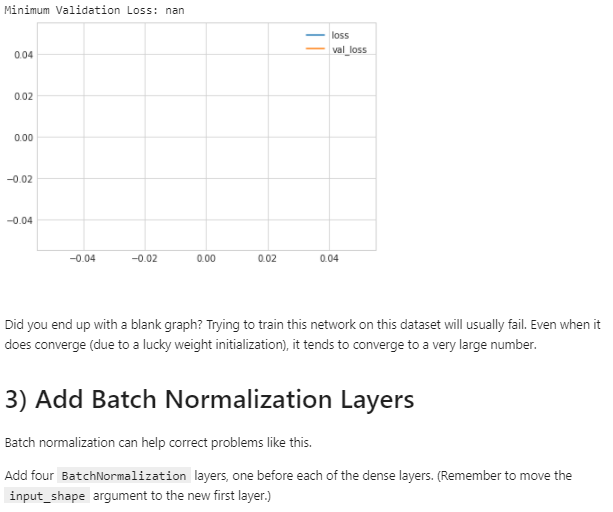 Minimum Validation Loss: nan
loss
val_loss
0.04
0.02
0.00
−0.02
−0.04
−0.04 −0.02 0.00 0.02 0.04
Did you end up with a blank graph? Trying to train this network on this dataset will usually fail. Even when it
does converge (due to a lucky weight initialization), it tends to converge to a very large number.
3) Add Batch Normalization Layers
Batch normalization can help correct problems like this.
Add four BatchNormalization layers, one before each of the dense layers. (Remember to move the
input_shape argument to the new first layer.)